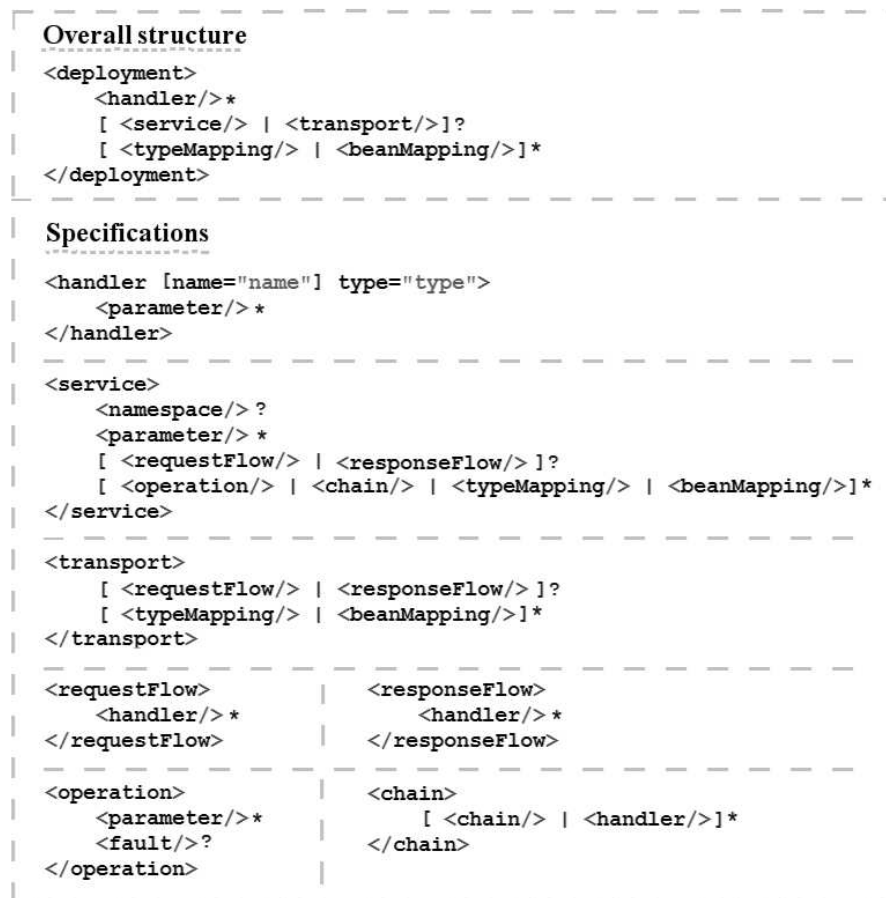 Overall structure
<deployment>
<handler/>*
[ <service/> | <transport/>]?
[ <typeMapping/> | <beanMapping/>]*
</deployment>
Specifications
<handler [name="name"] type="type">
<parameter/>*
</handler>
<service>
<namespace/>?
<parameter/>*
[ <requestFlow/> | <responseFlow/> ]?
[ <operation/> | <chain/> | <typeMapping/> | <beanMapping/>]*
</service>
<transport>
[ <requestFlow/> | <responseFlow/> ]?
[ <typeMapping/> | <beanMapping/>]*
</transport>
<requestFlow>
<handler/>*
</requestFlow>
<responseFlow>
<handler/>*
</responseFlow>
<operation>
<parameter/>*
<fault/>?
</operation>
<chain>
[ <chain/> | <handler/>]*
</chain>